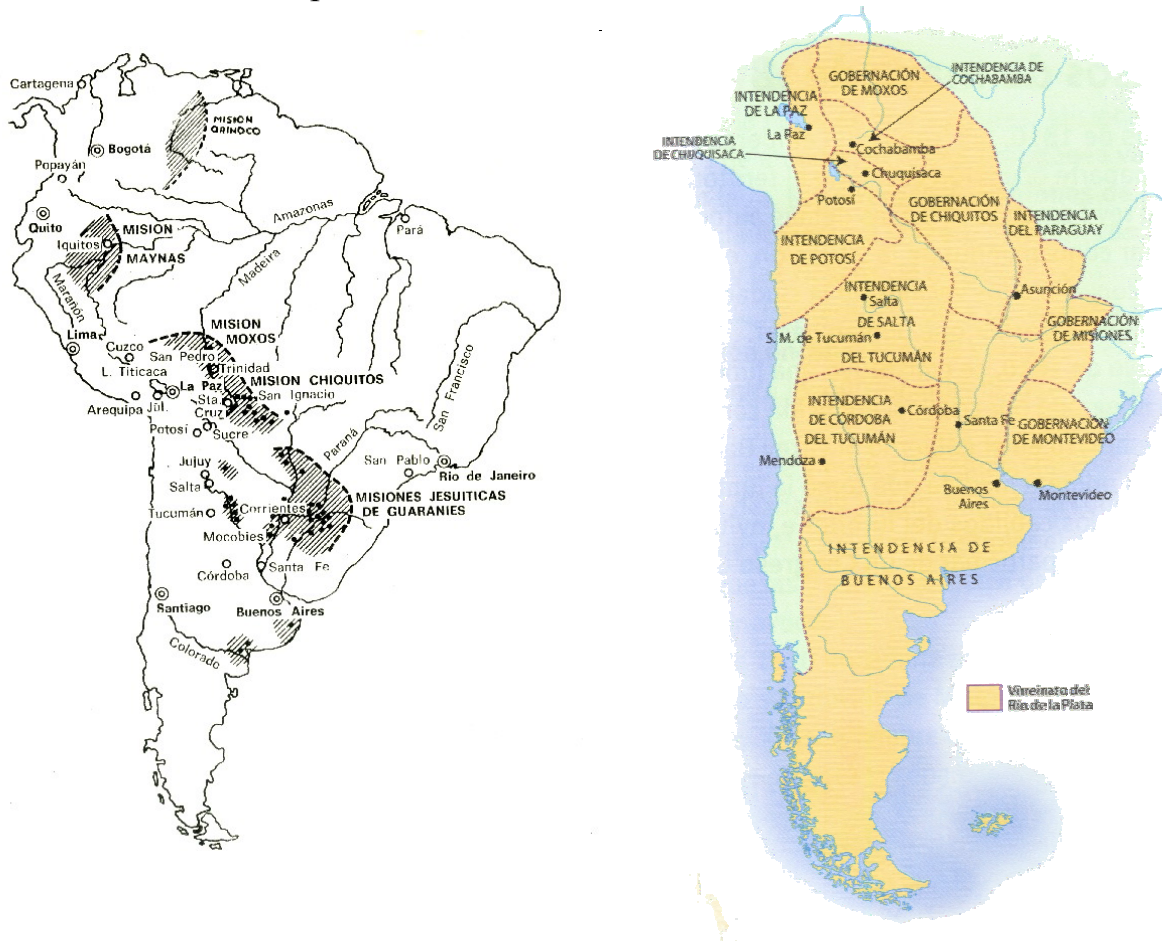 Cartagena
MISION
ORINOCO
Bogotá
Popayán
Amazonas
Quito
MISION
Pará
Iquitos
MAYNAS
Madeira
Marañón
Lima
MISION
MOXOS
Cuzco
San Pedro
L. Titicaca
Trinidad
San Francisco
La Paz
MISION CHIQUITOS
Arequipa
Jul.
Sta.
Cruz
San Ignacio
Potosí
Sucre
Paraná
San Pablo
Rio de Janeiro
Jujuy
Salta
MISIONES JESUITICAS
DE GUARANIES
Tucumán
Corrientes
Mocobies
Córdoba
Santa Fe
Santiago
Buenos Aires
Colorado
GOBERNACIÓN
DE MOXOS
INTENDENCIA DE
COCHABAMBA
INTENDENCIA
DE LA PAZ
La Paz
INTENDENCIA
DE CHUQUISACA
Cochabamba
Chuquisaca
Potosí
GOBERNACIÓN
DE CHIQUITOS
INTENDENCIA
DEL PARAGUAY
INTENDENCIA
DE POTOSÍ
Asunción
INTENDENCIA
Salta
DE SALTA
GOBERNACIÓN
DE MISIONES
S. M. de Tucumán
DEL TUCUMÁN
INTENDENCIA
DE CÓRDOBA
DEL TUCUMÁN
Córdoba
Santa Fe
GOBERNACIÓN
DE MONTEVIDEO
Mendoza
Buenos
Aires
Montevideo
INTENDENCIA DE
BUENOS AIRES
Virreinato del
Río de la Plata